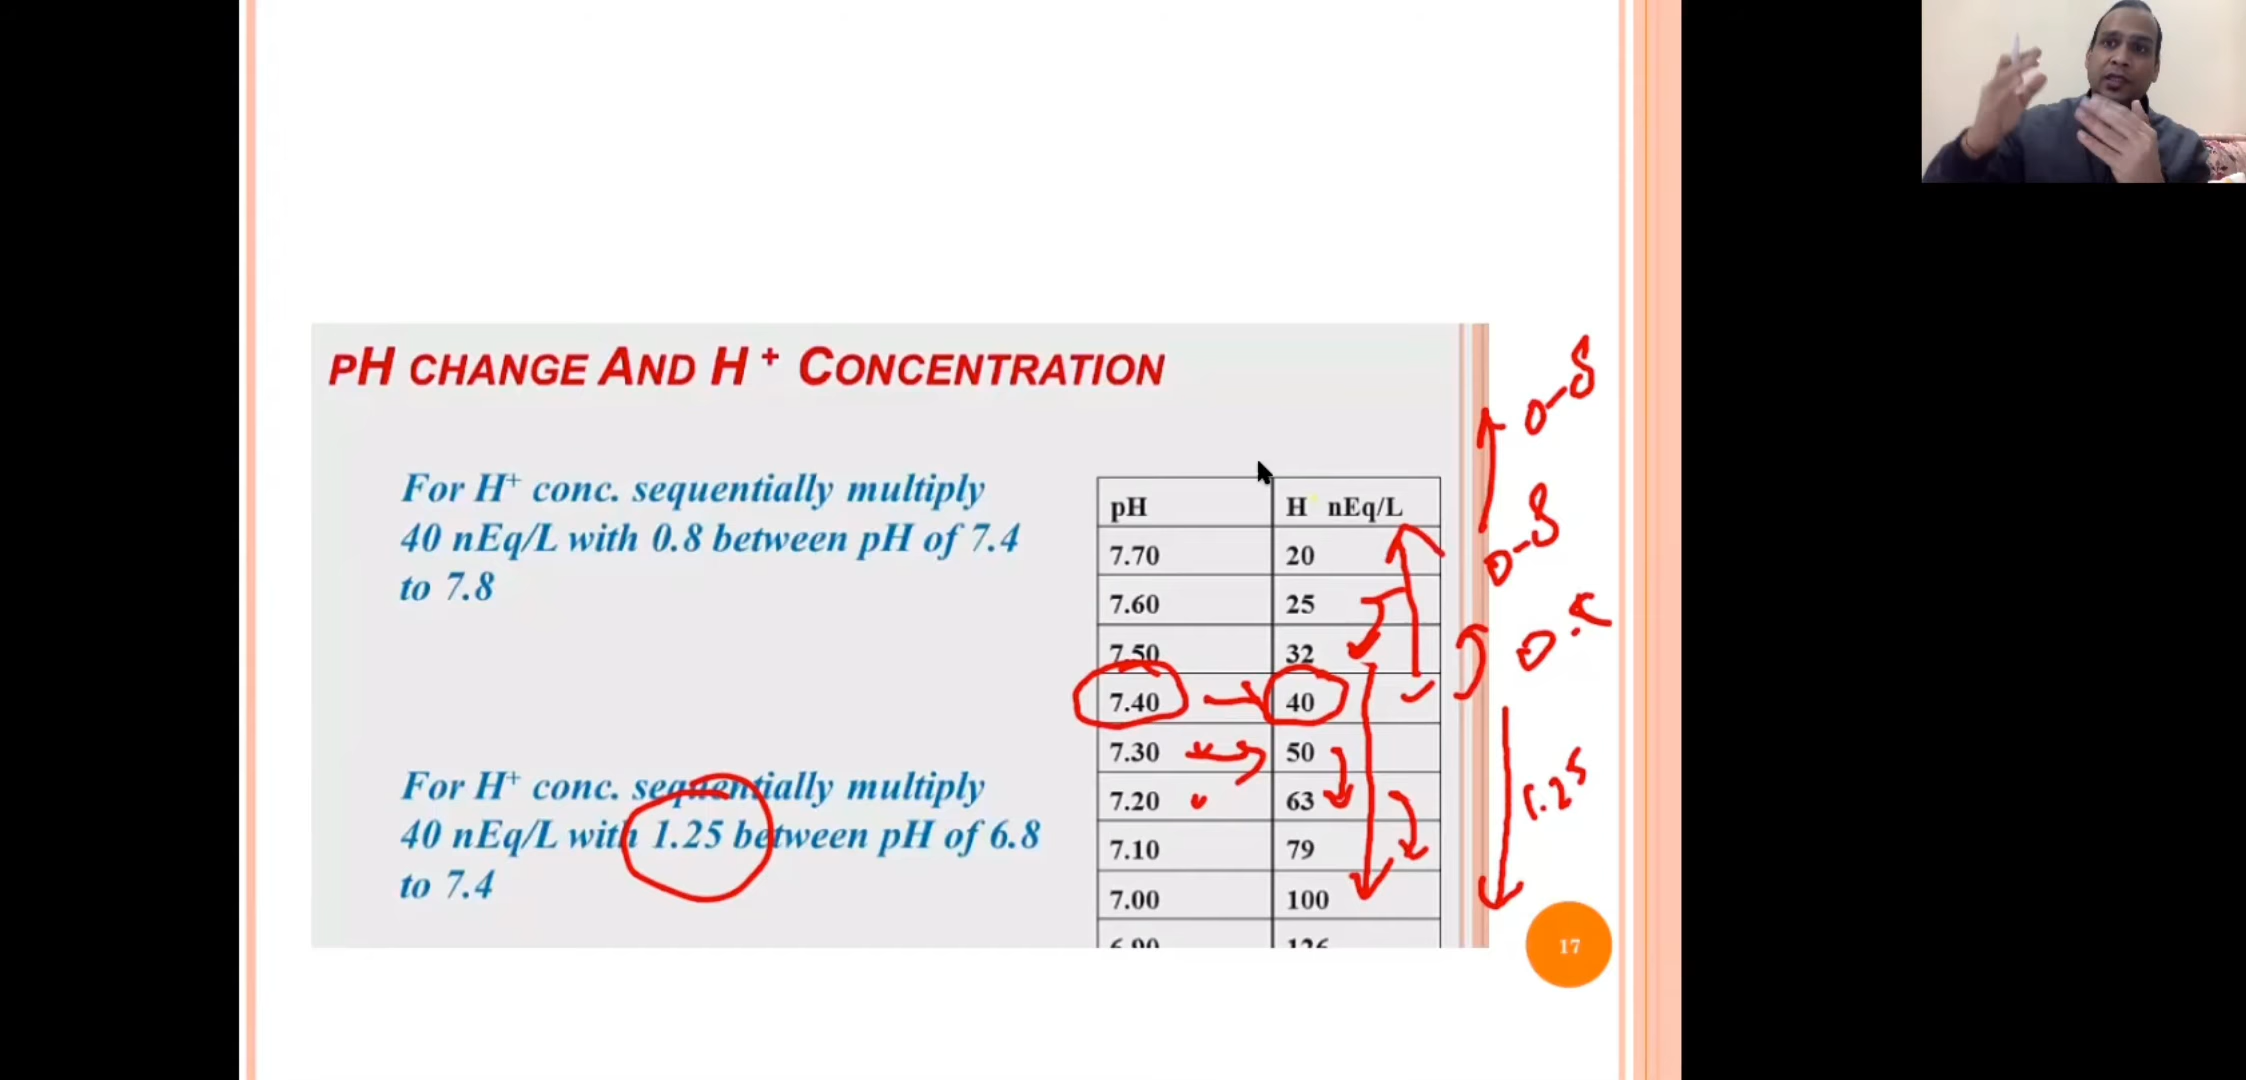 PH CHANGE AND H + CONCENTRATION
For H+ conc. sequentially multiply
40 nEq/L with 0.8 between pH of 7.4
to 7.8
For H+ conc. sequentially multiply
40 nEq/L with 1.25 between pH of 6.8
to 7.4
pH H+ nEq/L
7.70 20
7.60 25
7.50 32
7.40 40
7.30 50
7.20 63
7.10 79
7.00 100
6.90 126
0-8
0-8
1.25
17